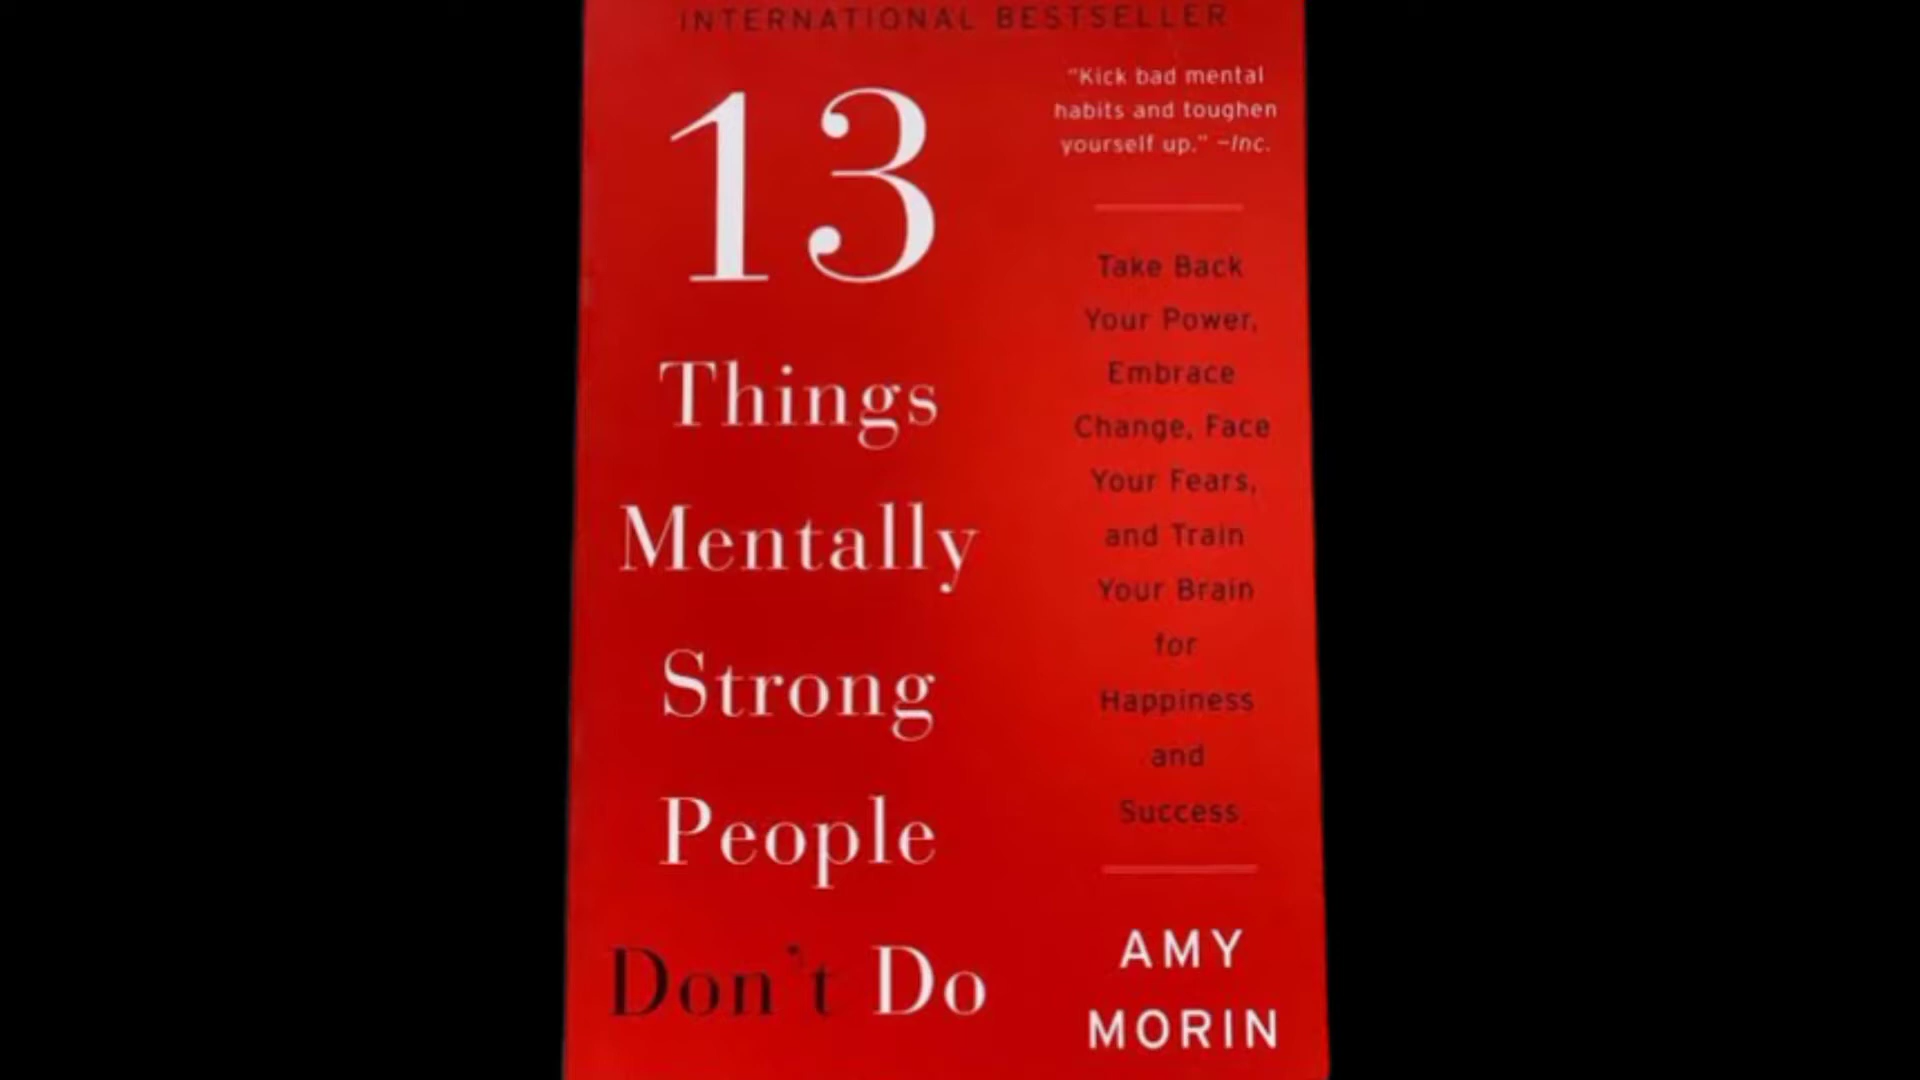 INTERNATIONAL BESTSELLER
13
Things
Mentally
Strong
People
Don't Do
"Kick bad mental
habits and toughen
yourself up." –Inc.
Take Back
Your Power,
Embrace
Change, Face
Your Fears,
and Train
Your Brain
for
Happiness
and
Success
AMY
MORIN